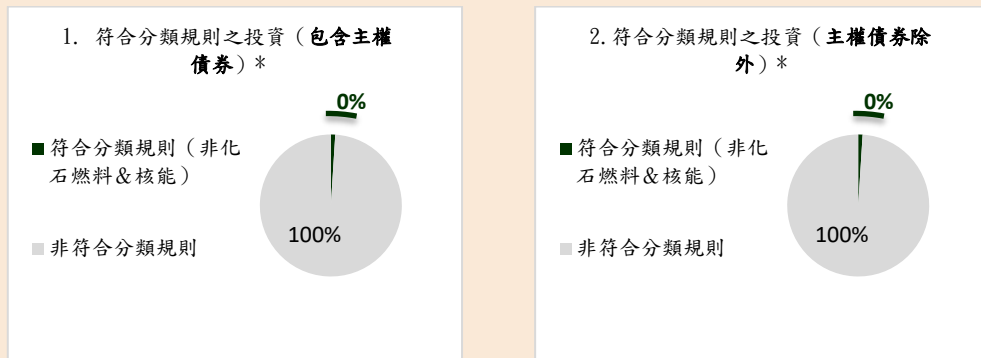 1. 符合分類規則之投資（包含主權
債券）*
0%
■符合分類規則（非化
石燃料＆核能）
100%
■非符合分類規則
2.符合分類規則之投資（主權債券除
外）*
0%
■符合分類規則（非化
石燃料＆核能）
100%
■非符合分類規則